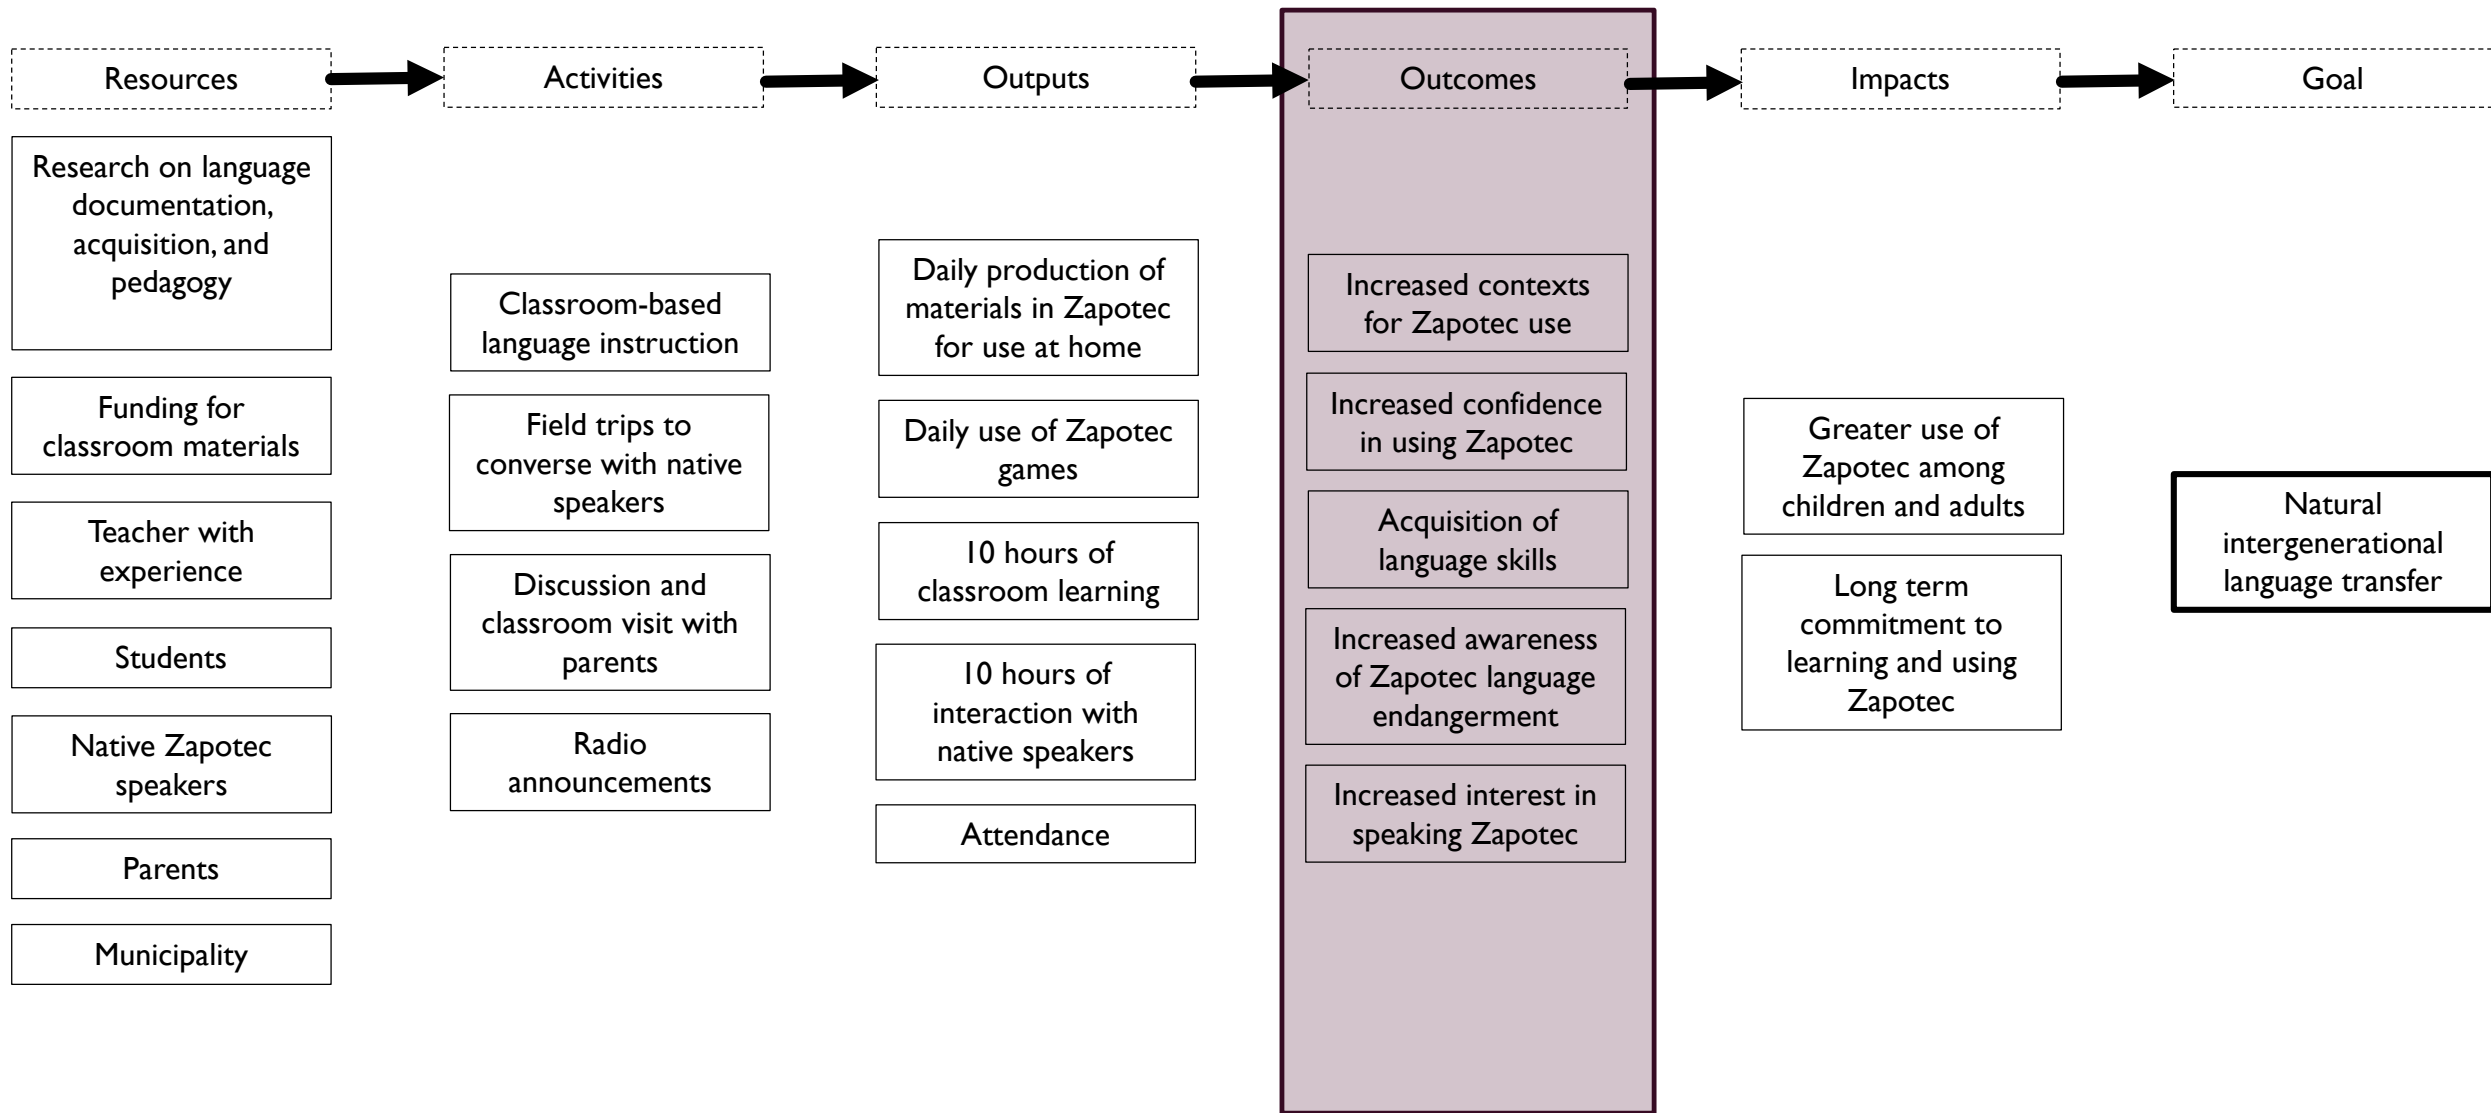 Resources
Activities
Outputs
Outcomes
Impacts
Goal
Research on language
documentation,
acquisition, and
pedagogy
Funding for
classroom materials
Teacher with
experience
Students
Native Zapotec
speakers
Parents
Municipality
Classroom-based
language instruction
Field trips to
converse with native
speakers
Discussion and
classroom visit with
parents
Radio
announcements
Daily production of
materials in Zapotec
for use at home
Daily use of Zapotec
games
10 hours of
classroom learning
10 hours of
interaction with
native speakers
Attendance
Increased contexts
for Zapotec use
Increased confidence
in using Zapotec
Acquisition of
language skills
Increased awareness
of Zapotec language
endangerment
Increased interest in
speaking Zapotec
Greater use of
Zapotec among
children and adults
Long term
commitment to
learning and using
Zapotec
Natural
intergenerational
language transfer